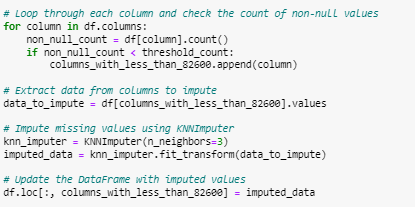 # Loop through each column and check the count of non-null values
for column in df.columns:
    non_null_count = df[column].count()
    if non_null_count < threshold_count:
        columns_with_less_than_82600.append(column)

# Extract data from columns to impute
data_to_impute = df[columns_with_less_than_82600].values

# Impute missing values using KNNImputer
knn_imputer = KNNImputer(n_neighbors=3)
imputed_data = knn_imputer.fit_transform(data_to_impute)

# Update the DataFrame with imputed values
df.loc[:, columns_with_less_than_82600] = imputed_data